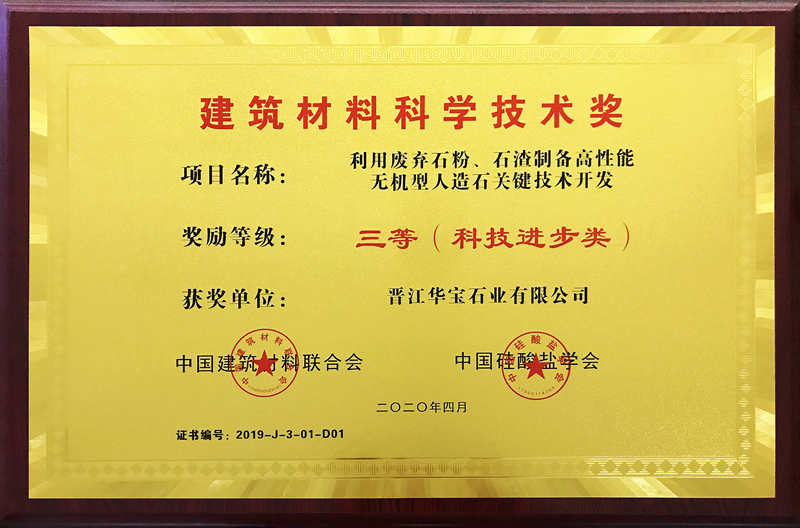 建筑材料科学技术奖
项目名称：
利用废弃石粉、石渣制备高性能
无机型人造石关键技术开发
奖励等级：
三等（科技进步类）
获奖单位：
晋江华宝石业有限公司
中国建筑材料联合会
中国硅酸盐学会
二〇二〇年四月
证书编号：2019-J-3-01-D01